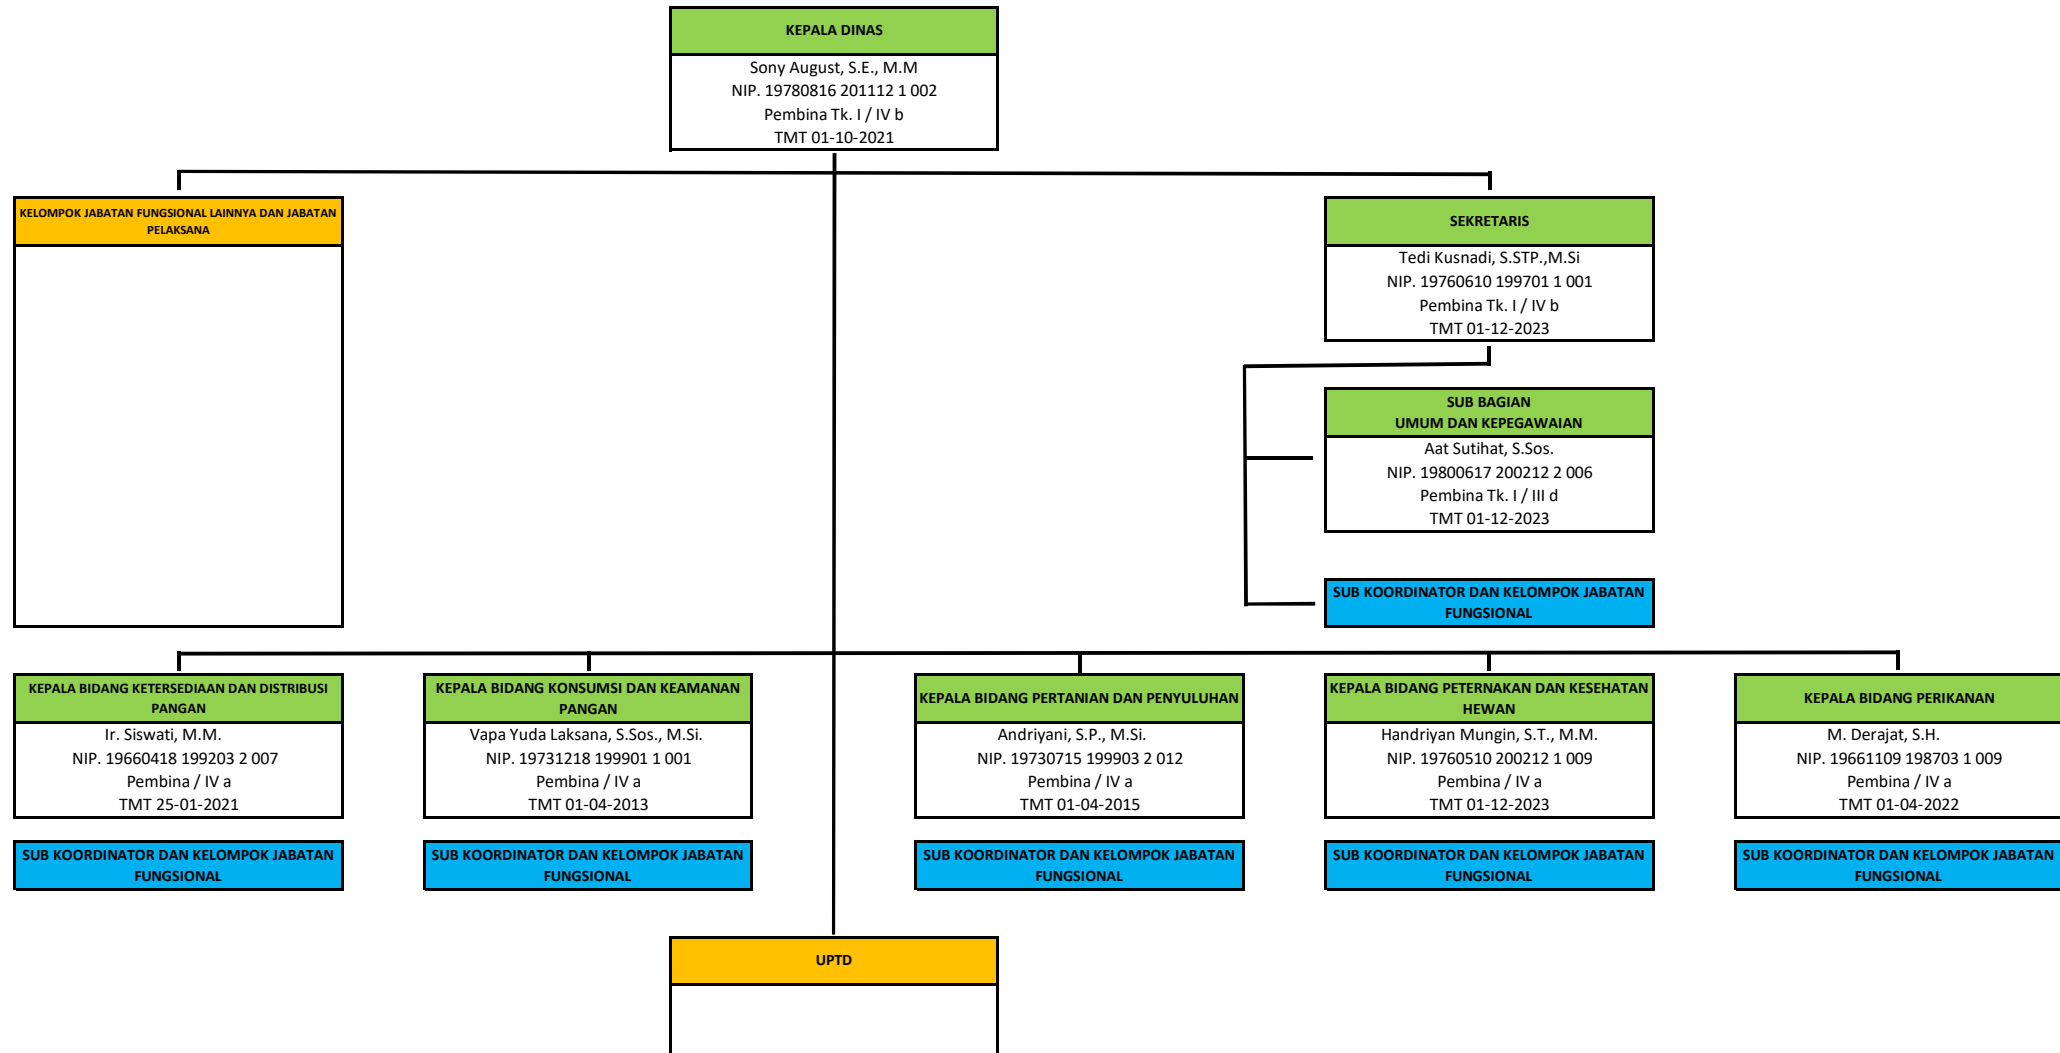 KEPALA DINAS
Sony August, S.E., M.M
NIP. 19780816 201112 1 002
Pembina Tk. I / IV b
TMT 01-10-2021
KELOMPOK JABATAN FUNGSIONAL LAINNYA DAN JABATAN
PELAKSANA
SEKRETARIS
Tedi Kusnadi, S.STP.,M.Si
NIP. 19760610 199701 1 001
Pembina Tk. I / IV b
TMT 01-12-2023
SUB BAGIAN
UMUM DAN KEPEGAWAIAN
Aat Sutihat, S.Sos.
NIP. 19800617 200212 2 006
Pembina Tk. I / III d
TMT 01-12-2023
SUB KOORDINATOR DAN KELOMPOK JABATAN
FUNGSIONAL
KEPALA BIDANG KETERSEDIAAN DAN DISTRIBUSI
PANGAN
Ir. Siswati, M.M.
NIP. 19660418 199203 2 007
Pembina / IV a
TMT 25-01-2021
SUB KOORDINATOR DAN KELOMPOK JABATAN
FUNGSIONAL
KEPALA BIDANG KONSUMSI DAN KEAMANAN
PANGAN
Vapa Yuda Laksana, S.Sos., M.Si.
NIP. 19731218 199901 1 001
Pembina / IV a
TMT 01-04-2013
SUB KOORDINATOR DAN KELOMPOK JABATAN
FUNGSIONAL
KEPALA BIDANG PERTANIAN DAN PENYULUHAN
Andriyani, S.P., M.Si.
NIP. 19730715 199903 2 012
Pembina / IV a
TMT 01-04-2015
SUB KOORDINATOR DAN KELOMPOK JABATAN
FUNGSIONAL
KEPALA BIDANG PETERNAKAN DAN KESEHATAN
HEWAN
Handriyan Mungin, S.T., M.M.
NIP. 19760510 200212 1 009
Pembina / IV a
TMT 01-12-2023
SUB KOORDINATOR DAN KELOMPOK JABATAN
FUNGSIONAL
KEPALA BIDANG PERIKANAN
M. Derajat, S.H.
NIP. 19661109 198703 1 009
Pembina / IV a
TMT 01-04-2022
SUB KOORDINATOR DAN KELOMPOK JABATAN
FUNGSIONAL
UPTD